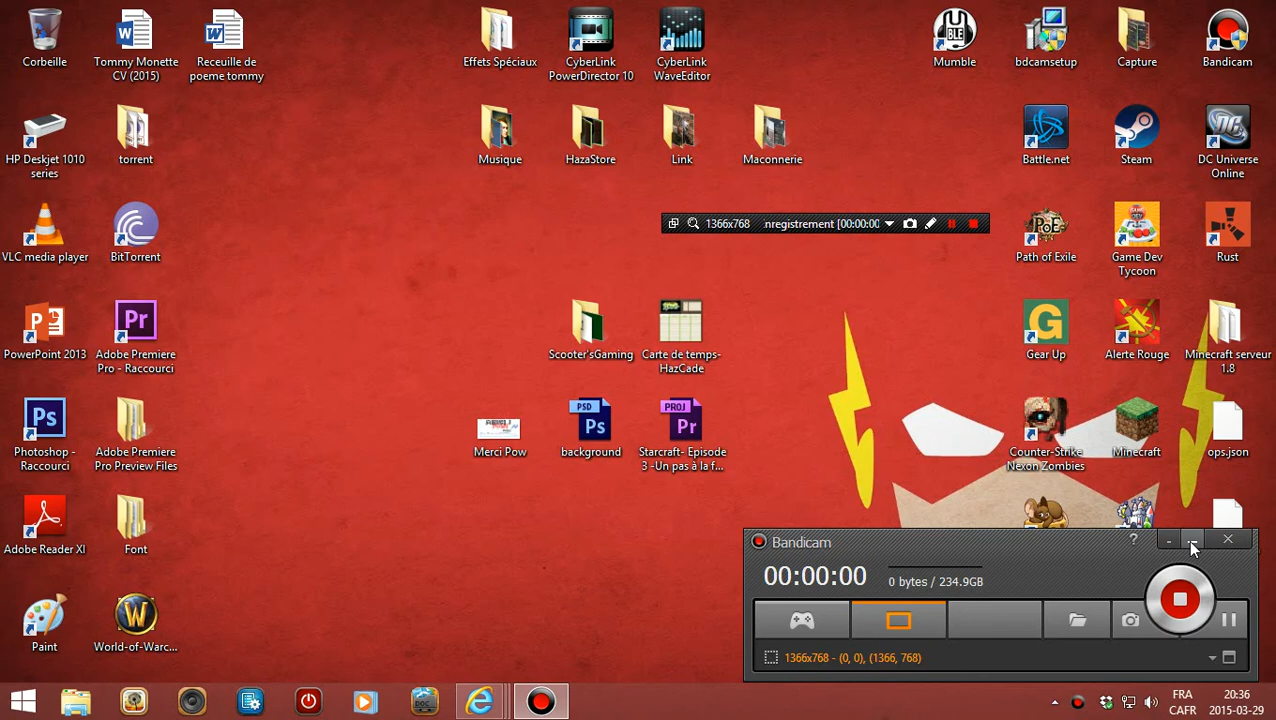 Corbeille
Tommy Monette
CV (2015)
Receuille de
poeme tommy
Effets Spéciaux
CyberLink
PowerDirector 10
CyberLink
WaveEditor
Mumble
bdcamsetup
Capture
Bandicam
HP Deskjet 1010
series
torrent
Musique
HazaStore
Link
Maconnerie
Battle.net
Steam
DC Universe
Online
1366x768 nregistrement [00:00:00
VLC media player
BitTorrent
Path of Exile
Game Dev
Tycoon
Rust
PowerPoint 2013
Adobe Premiere
Pro - Raccourci
Scooter'sGaming
Carte de temps-
HazCade
Gear Up
Alerte Rouge
Minecraft serveur
1.8
PSD
PROJ
Photoshop -
Raccourci
Adobe Premiere
Pro Preview Files
Merci Pow
background
Starcraft- Episode
3 -Un pas à la f...
Counter-Strike
Nexon Zombies
Minecraft
ops.json
Adobe Reader XI
Font
Bandicam
00:00:00
0 bytes / 234.9GB
Paint
World-of-Warc...
1366x768 - (0, 0), (1366, 768)
FRA
CAFR
20:36
2015-03-29